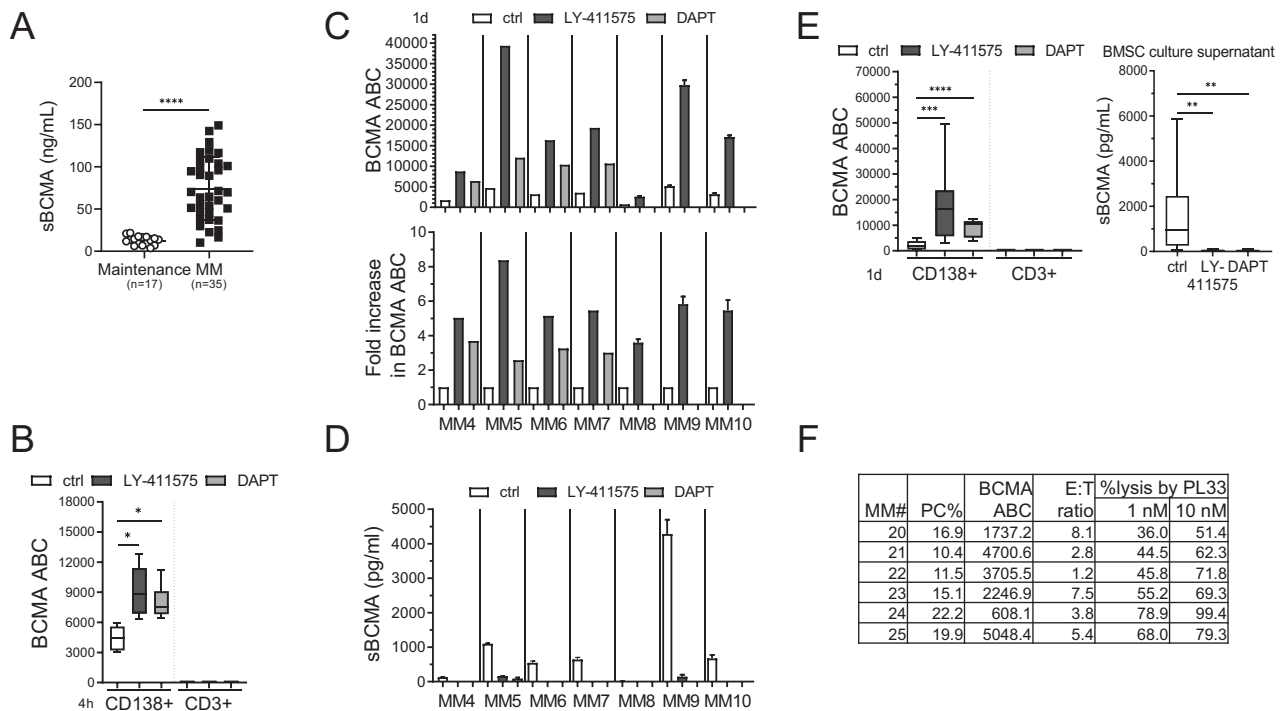 A
sBCMA (ng/mL)
200
150
100
50
0
****
Maintenance MM
(n=17) (n=35)
B
ctrl LY-411575 DAPT
BCMA ABC
18000
15000
12000
9000
6000
3000
0
*
*
4h CD138+ CD3+
C
1d ctrl LY-411575 DAPT
BCMA ABC
40000
35000
30000
25000
20000
15000
10000
5000
0
Fold increase
in BCMA ABC
10
8
6
4
2
0
MM4 MM5 MM6 MM7 MM8 MM9 MM10
D
ctrl LY-411575 DAPT
sBCMA (pg/ml)
5000
4000
3000
2000
1000
0
MM4 MM5 MM6 MM7 MM8 MM9 MM10
E
ctrl LY-411575 DAPT
BCMA ABC
70000
60000
50000
40000
30000
20000
10000
0
****
***
1d CD138+ CD3+
BMSC culture supernatant
sBCMA (pg/mL)
8000
6000
4000
2000
0
**
**
ctrl LY- DAPT
411575
F
BCMA E:T %lysis by PL33
MM# PC% ABC ratio 1 nM 10 nM
20 16.9 1737.2 8.1 36.0 51.4
21 10.4 4700.6 2.8 44.5 62.3
22 11.5 3705.5 1.2 45.8 71.8
23 15.1 2246.9 7.5 55.2 69.3
24 22.2 608.1 3.8 78.9 99.4
25 19.9 5048.4 5.4 68.0 79.3